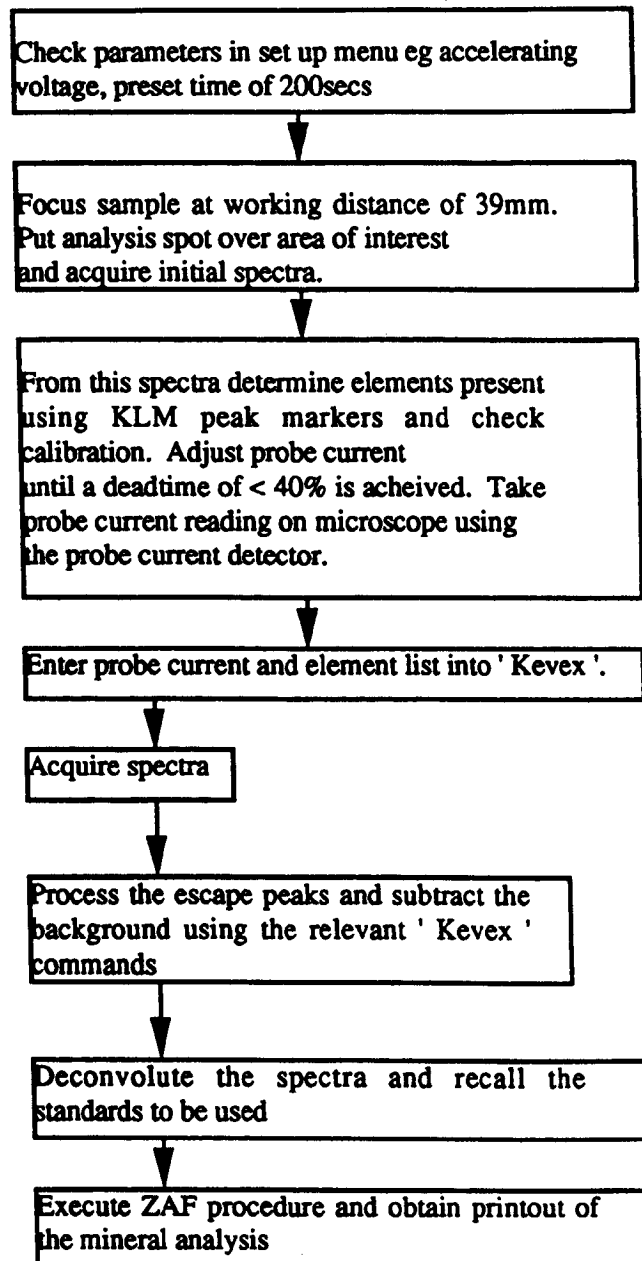 Check parameters in set up menu eg accelerating
voltage, preset time of 200secs
Focus sample at working distance of 39mm.
Put analysis spot over area of interest
and acquire initial spectra.
From this spectra determine elements present
using KLM peak markers and check
calibration. Adjust probe current
until a deadtime of < 40% is acheived. Take
probe current reading on microscope using
the probe current detector.
Enter probe current and element list into ' Kevex '.
Acquire spectra
Process the escape peaks and subtract the
background using the relevant ' Kevex '
commands
Deconvolute the spectra and recall the
standards to be used
Execute ZAF procedure and obtain printout of
the mineral analysis